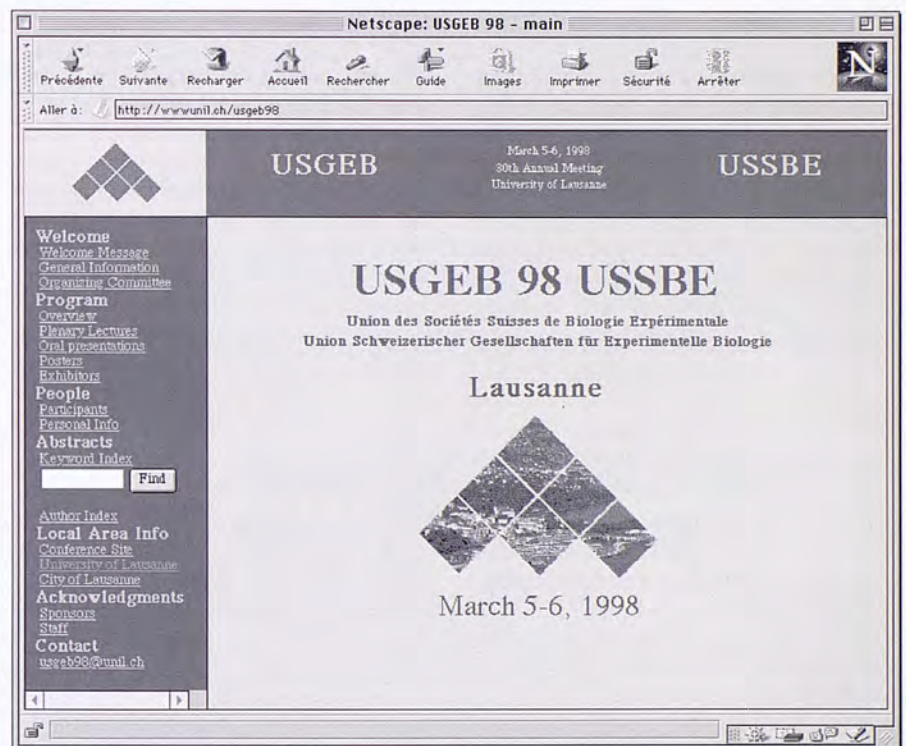 Netscape: USGEB 98 – main
Précédente Suivante Recharger Accueil Rechercher Guide Images Imprimer Sécurité Arrêter
N
Aller à: http://wwwunil.ch/usgeb98
USGEB
March 5-6, 1998
30th Annual Meeting
University of Lausanne
USSBE
Welcome
Welcome Message
General Information
Organizing Committee
Program
Overview
Plenary Lectures
Oral presentations
Posters
Exhibitors
People
Participants
Personal Info
Abstracts
Keyword Index
Find
Author Index
Local Area Info
Conference Site
University of Lausanne
City of Lausanne
Acknowledgments
Sponsors
Staff
Contact
usgeb98@unil.ch
USGEB 98 USSBE
Union des Sociétés Suisses de Biologie Expérimentale
Union Schweizerischer Gesellschaften für Experimentelle Biologie
Lausanne
March 5-6, 1998